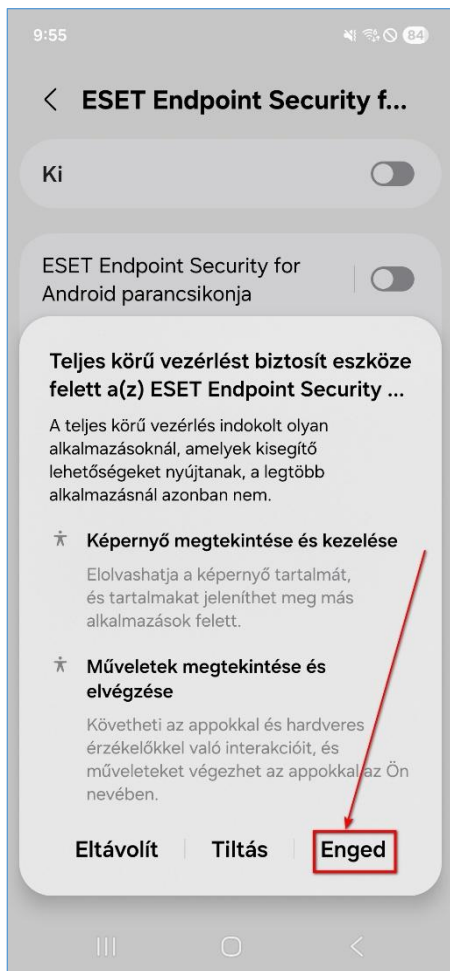 9:55
84
ESET Endpoint Security f...
Ki
ESET Endpoint Security for
Android parancsikonja
Teljes körű vezérlést biztosít eszköze
felett a(z) ESET Endpoint Security ...
A teljes körű vezérlés indokolt olyan
alkalmazásoknál, amelyek kisegítő
lehetőségeket nyújtanak, a legtöbb
alkalmazásnál azonban nem.
Képernyő megtekintése és kezelése
Elolvashatja a képernyő tartalmát,
és tartalmakat jeleníthet meg más
alkalmazások felett.
Műveletek megtekintése és
elvégzése
Követheti az appokkal és hardveres
érzékelőkkel való interakcióit, és
műveleteket végezhet az appokkal az Ön
nevében.
Eltávolít
Tiltás
Enged